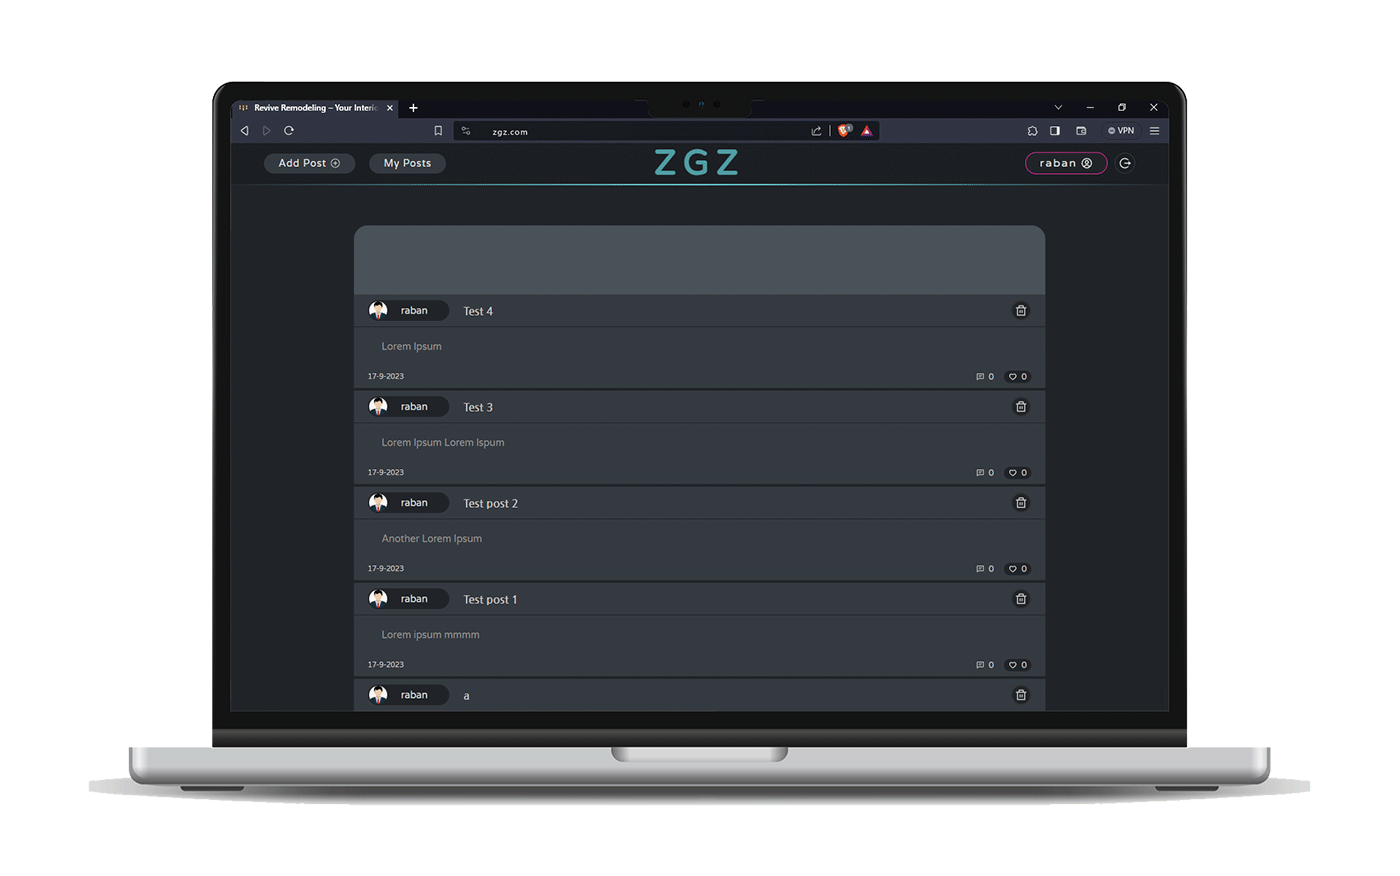 Revive Remodeling – Your Interi
zgz.com
VPN
Add Post
My Posts
ZGZ
raban
raban
Test 4
Lorem Ipsum
17-9-2023
0
0
raban
Test 3
Lorem Ipsum Lorem Ispum
17-9-2023
0
0
raban
Test post 2
Another Lorem Ipsum
17-9-2023
0
0
raban
Test post 1
Lorem ipsum mmmm
17-9-2023
0
0
raban
a